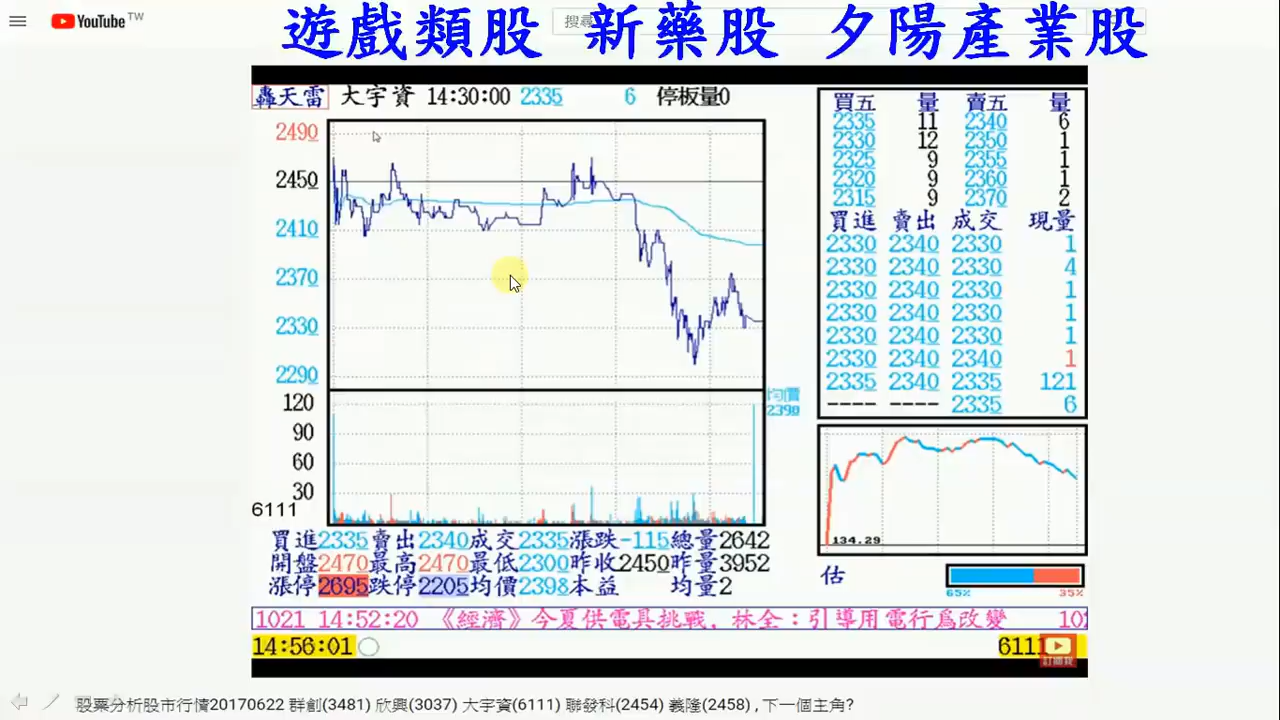 YouTube TW
搜尋
遊戲類股 新藥股 夕陽產業股
轟天雷 大宇資 14:30:00 2335 6 停板量0
買五 量 賣五 量
2335 11 2340 6
2330 12 2350 1
2325 9 2355 1
2320 9 2360 1
2315 9 2370 2
買進 賣出 成交 現量
2330 2340 2330 1
2330 2340 2330 4
2330 2340 2330 1
2330 2340 2330 1
2330 2340 2330 1
2330 2340 2340 1
2335 2340 2335 121
---- ---- 2335 6
2490
2450
2410
2370
2330
2290
均價
2398
120
90
60
30
6111
134.29
買進2335賣出2340成交2335漲跌-115總量2642
開盤2470最高2470最低2300昨收2450昨量3952
漲停2695跌停2205均價2398本益 均量2
估
65% 35%
1021 14:52:20 《經濟》今夏供電具挑戰, 林全:引導用電行為改變 102
14:56:01 6111
訂閱我
股票分析股市行情20170622 群創(3481) 欣興(3037) 大宇資(6111) 聯發科(2454) 義隆(2458) , 下一個主角?